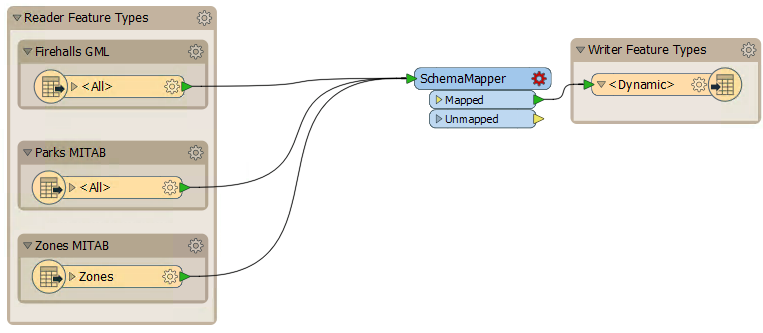 Reader Feature Types
Firehalls GML
<All>
Parks MITAB
<All>
Zones MITAB
Zones
SchemaMapper
Mapped
Unmapped
Writer Feature Types
<Dynamic>